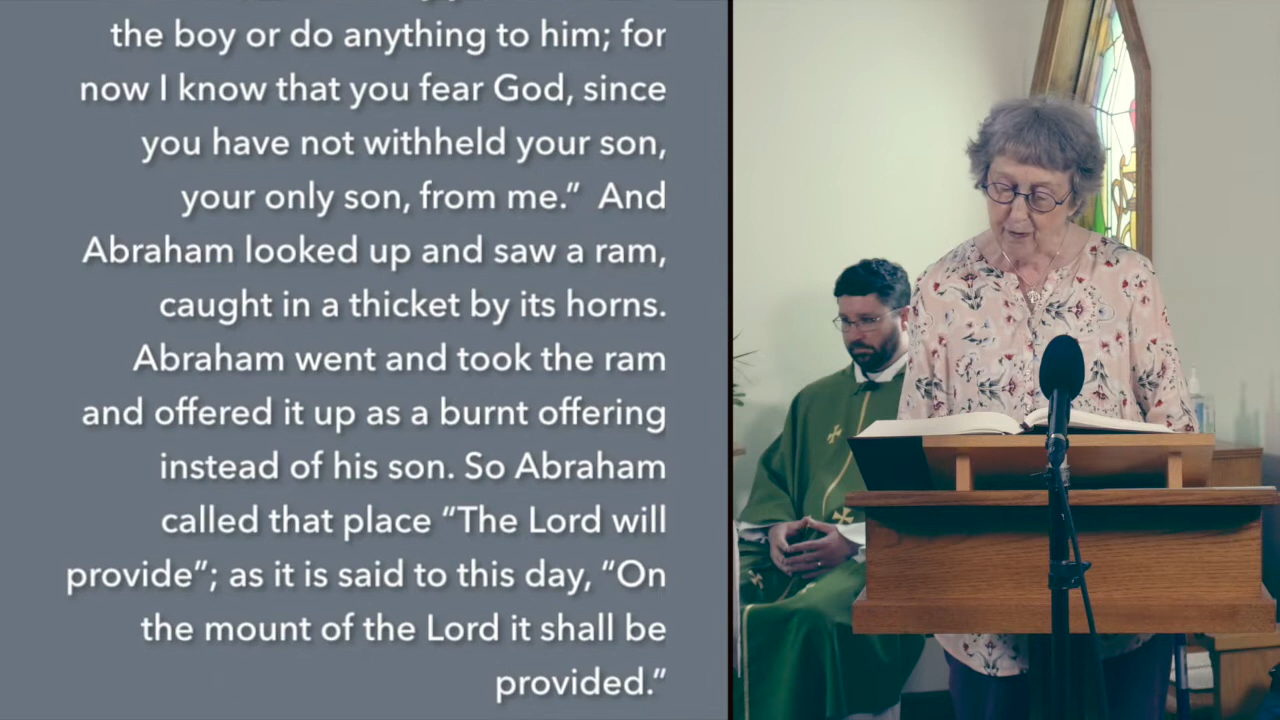 the boy or do anything to him; for
now I know that you fear God, since
you have not withheld your son,
your only son, from me.” And
Abraham looked up and saw a ram,
caught in a thicket by its horns.
Abraham went and took the ram
and offered it up as a burnt offering
instead of his son. So Abraham
called that place “The Lord will
provide”; as it is said to this day, “On
the mount of the Lord it shall be
provided.”